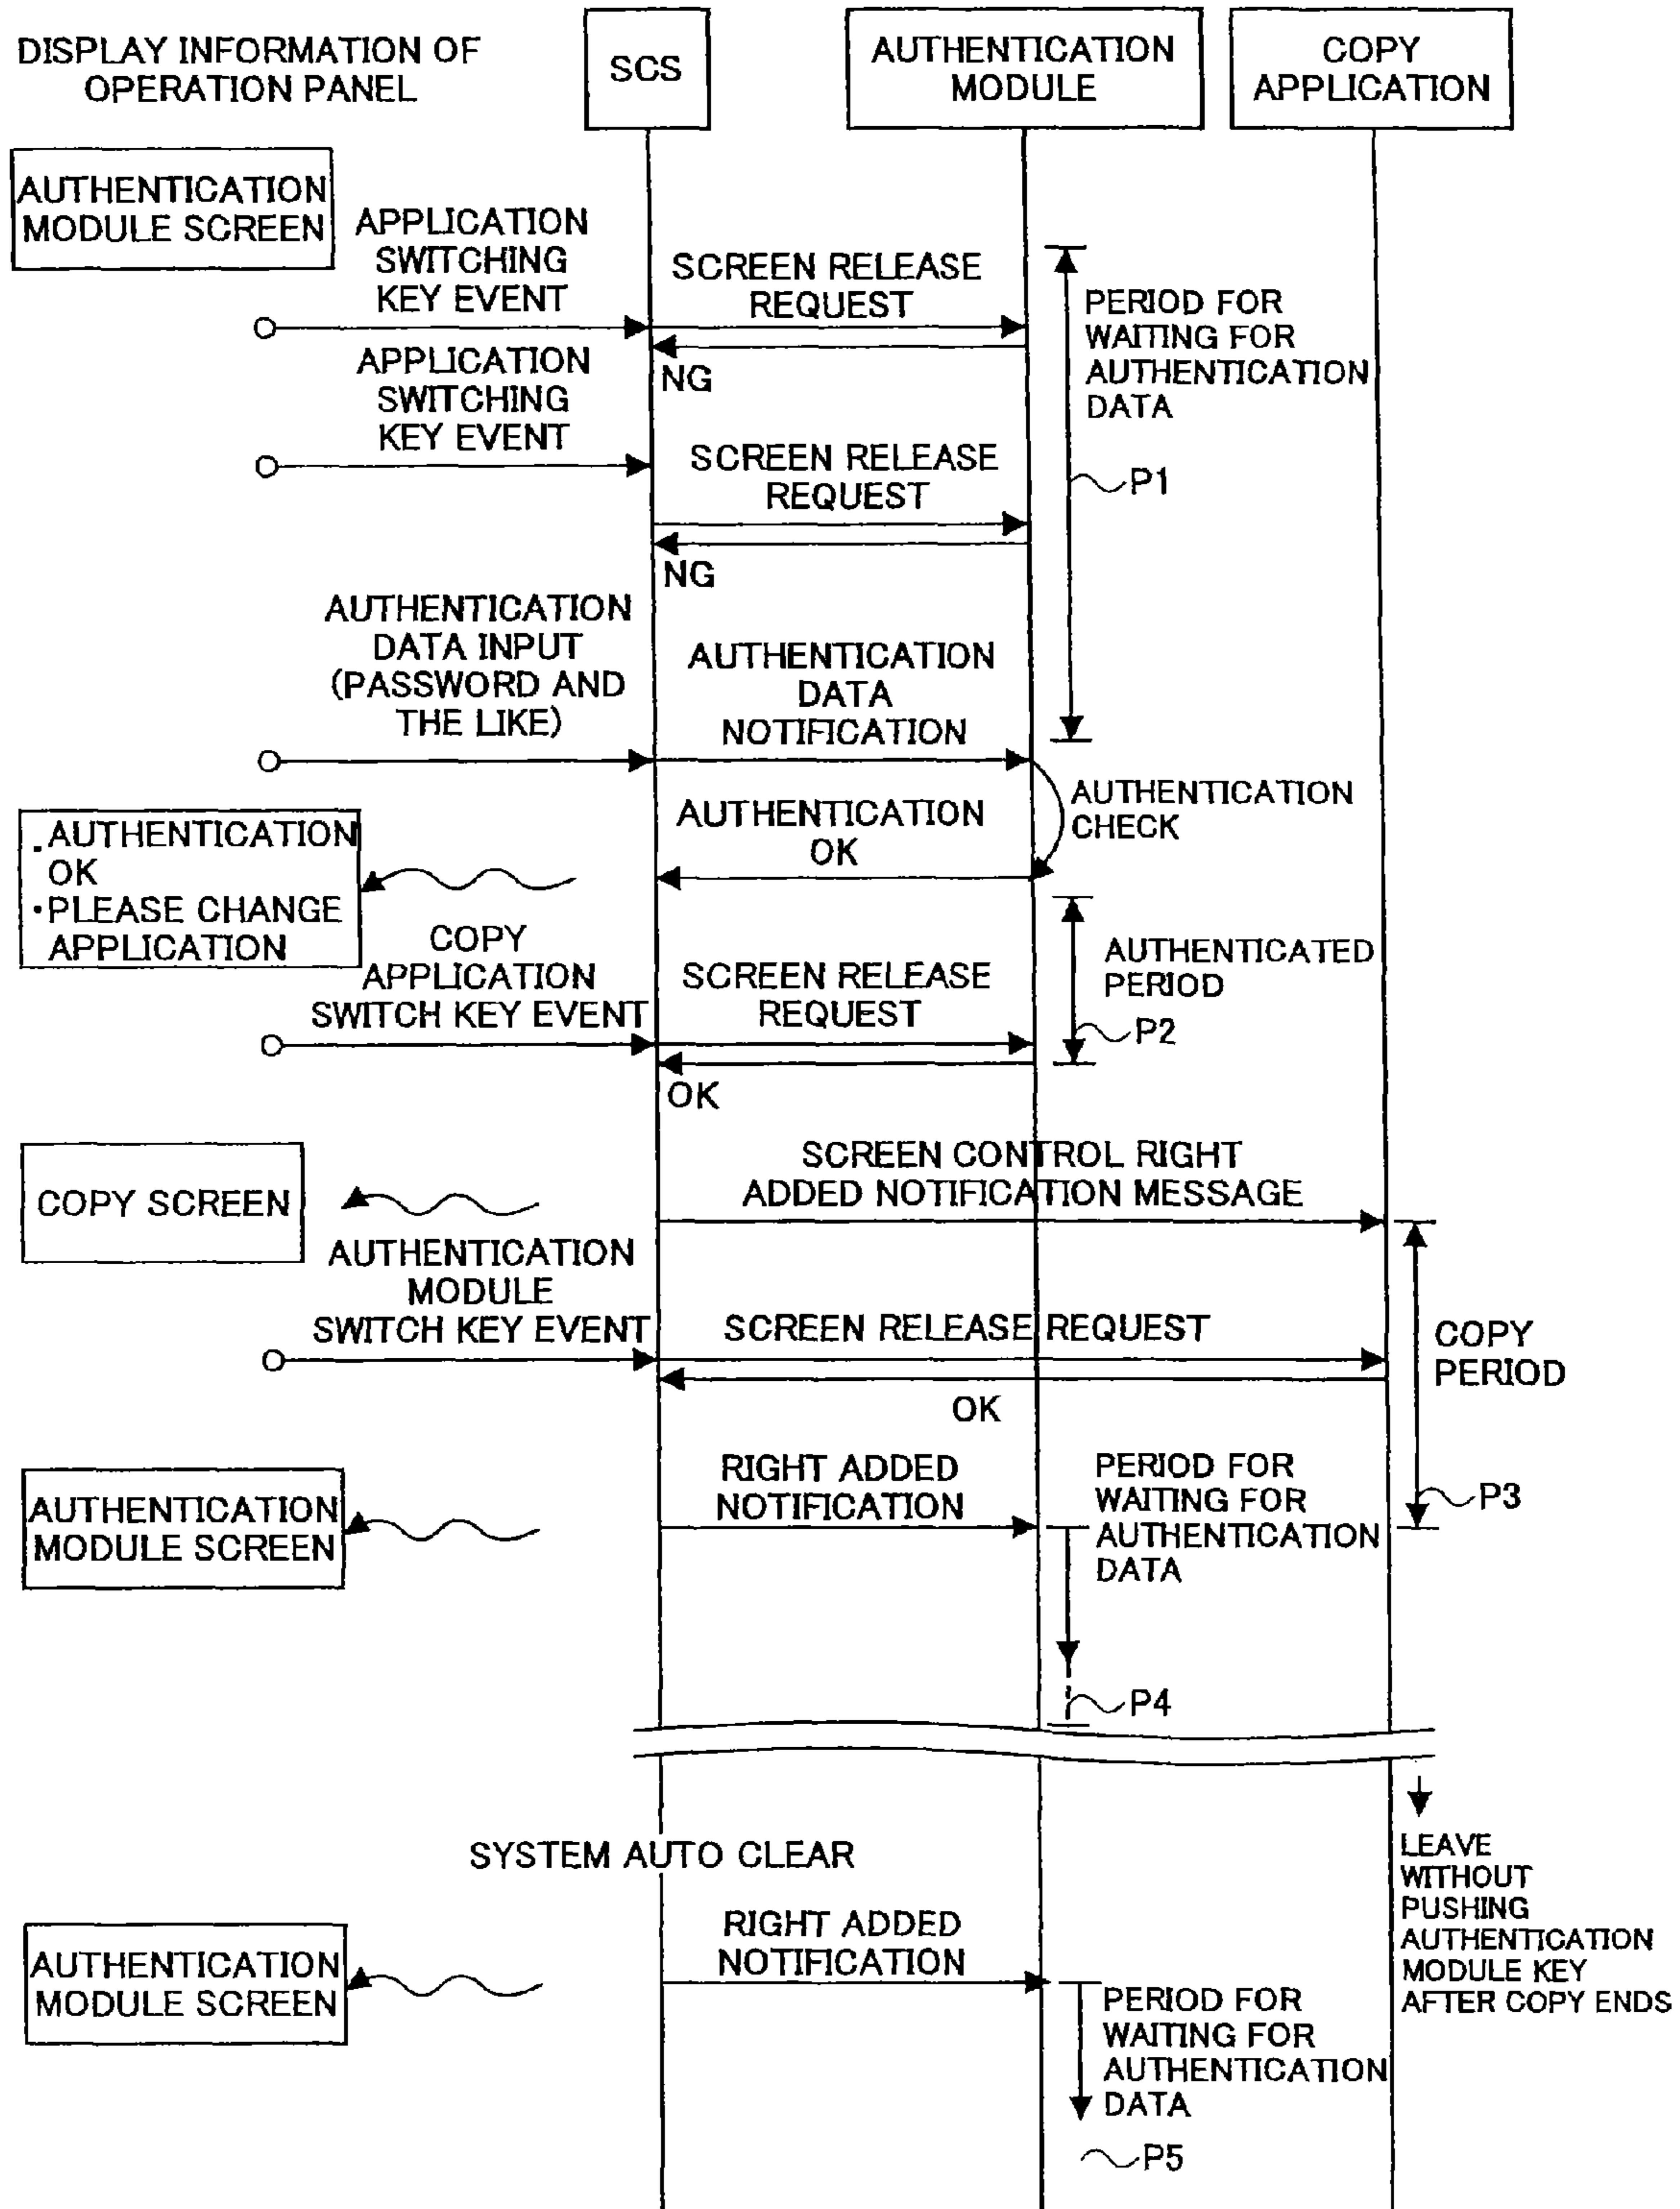 DISPLAY INFORMATION OF
OPERATION PANEL
SCS
AUTHENTICATION
MODULE
COPY
APPLICATION
AUTHENTICATION
MODULE SCREEN
APPLICATION
SWITCHING
KEY EVENT
SCREEN RELEASE
REQUEST
NG
PERIOD FOR
WAITING FOR
AUTHENTICATION
DATA
P1
APPLICATION
SWITCHING
KEY EVENT
SCREEN RELEASE
REQUEST
NG
AUTHENTICATION
DATA INPUT
(PASSWORD AND
THE LIKE)
AUTHENTICATION
DATA
NOTIFICATION
AUTHENTICATION
CHECK
AUTHENTICATION
OK
. AUTHENTICATION
OK
・PLEASE CHANGE
APPLICATION
COPY
APPLICATION
SWITCH KEY EVENT
SCREEN RELEASE
REQUEST
OK
AUTHENTICATED
PERIOD
P2
COPY SCREEN
SCREEN CONTROL RIGHT
ADDED NOTIFICATION MESSAGE
AUTHENTICATION
MODULE
SWITCH KEY EVENT
SCREEN RELEASE REQUEST
OK
COPY
PERIOD
P3
AUTHENTICATION
MODULE SCREEN
RIGHT ADDED
NOTIFICATION
PERIOD FOR
WAITING FOR
AUTHENTICATION
DATA
P4
SYSTEM AUTO CLEAR
LEAVE
WITHOUT
PUSHING
AUTHENTICATION
MODULE KEY
AFTER COPY ENDS
AUTHENTICATION
MODULE SCREEN
RIGHT ADDED
NOTIFICATION
PERIOD FOR
WAITING FOR
AUTHENTICATION
DATA
P5